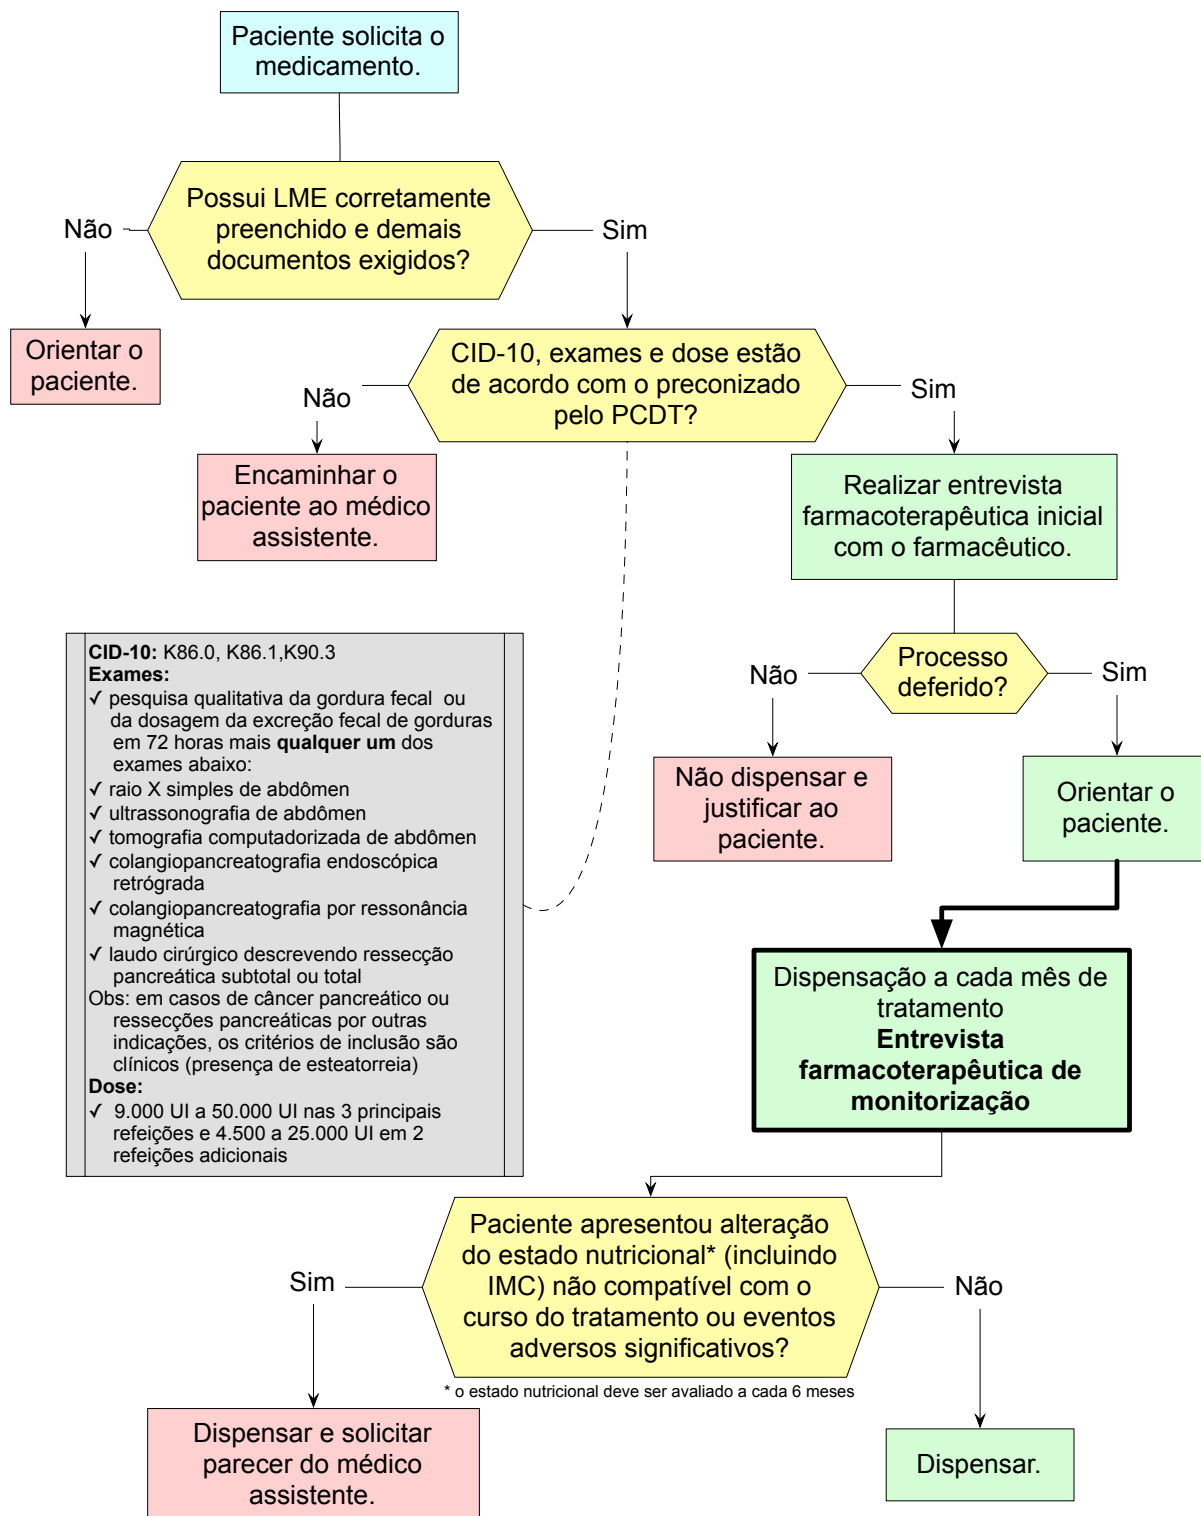 Paciente solicita o
medicamento.
Possui LME corretamente
preenchido e demais
documentos exigidos?
Não
Sim
Orientar o
paciente.
CID-10, exames e dose estão
de acordo com o preconizado
pelo PCDT?
Não
Sim
Encaminhar o
paciente ao médico
assistente.
Realizar entrevista
farmacoterapêutica inicial
com o farmacêutico.
CID-10: K86.0, K86.1,K90.3
Exames:
✓ pesquisa qualitativa da gordura fecal ou
da dosagem da excreção fecal de gorduras
em 72 horas mais qualquer um dos
exames abaixo:
✓ raio X simples de abdômen
✓ ultrassonografia de abdômen
✓ tomografia computadorizada de abdômen
✓ colangiopancreatografia endoscópica
retrógrada
✓ colangiopancreatografia por ressonância
magnética
✓ laudo cirúrgico descrevendo ressecção
pancreática subtotal ou total
Obs: em casos de câncer pancreático ou
ressecções pancreáticas por outras
indicações, os critérios de inclusão são
clínicos (presença de esteatorreia)
Dose:
✓ 9.000 UI a 50.000 UI nas 3 principais
refeições e 4.500 a 25.000 UI em 2
refeições adicionais
Processo
deferido?
Não
Sim
Não dispensar e
justificar ao
paciente.
Orientar o
paciente.
Dispensação a cada mês de
tratamento
Entrevista
farmacoterapêutica de
monitorização
Paciente apresentou alteração
do estado nutricional* (incluindo
IMC) não compatível com o
curso do tratamento ou eventos
adversos significativos?
Sim
Não
* o estado nutricional deve ser avaliado a cada 6 meses
Dispensar e solicitar
parecer do médico
assistente.
Dispensar.